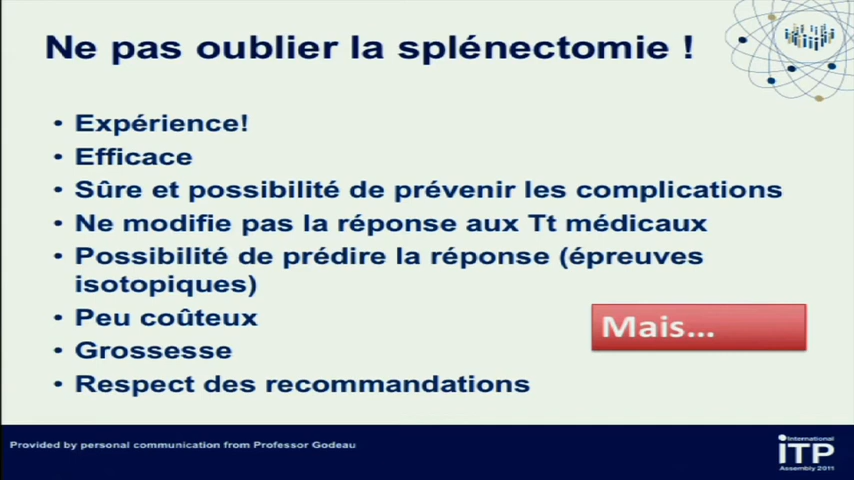 Ne pas oublier la splénectomie !
• Expérience!
• Efficace
• Sûre et possibilité de prévenir les complications
• Ne modifie pas la réponse aux Tt médicaux
• Possibilité de prédire la réponse (épreuves
isotopiques)
• Peu coûteux
• Grossesse
• Respect des recommandations
Mais...
Provided by personal communication from Professor Godeau
International
ITP
Assembly 2011